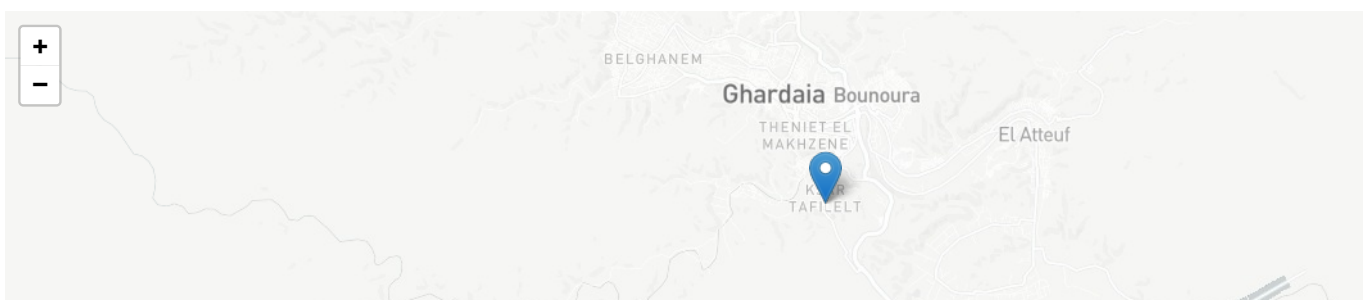 +
−
BELGHANEM
Ghardaia Bounoura
THENIET EL
MAKHZENE
El Atteuf
TAFILELT